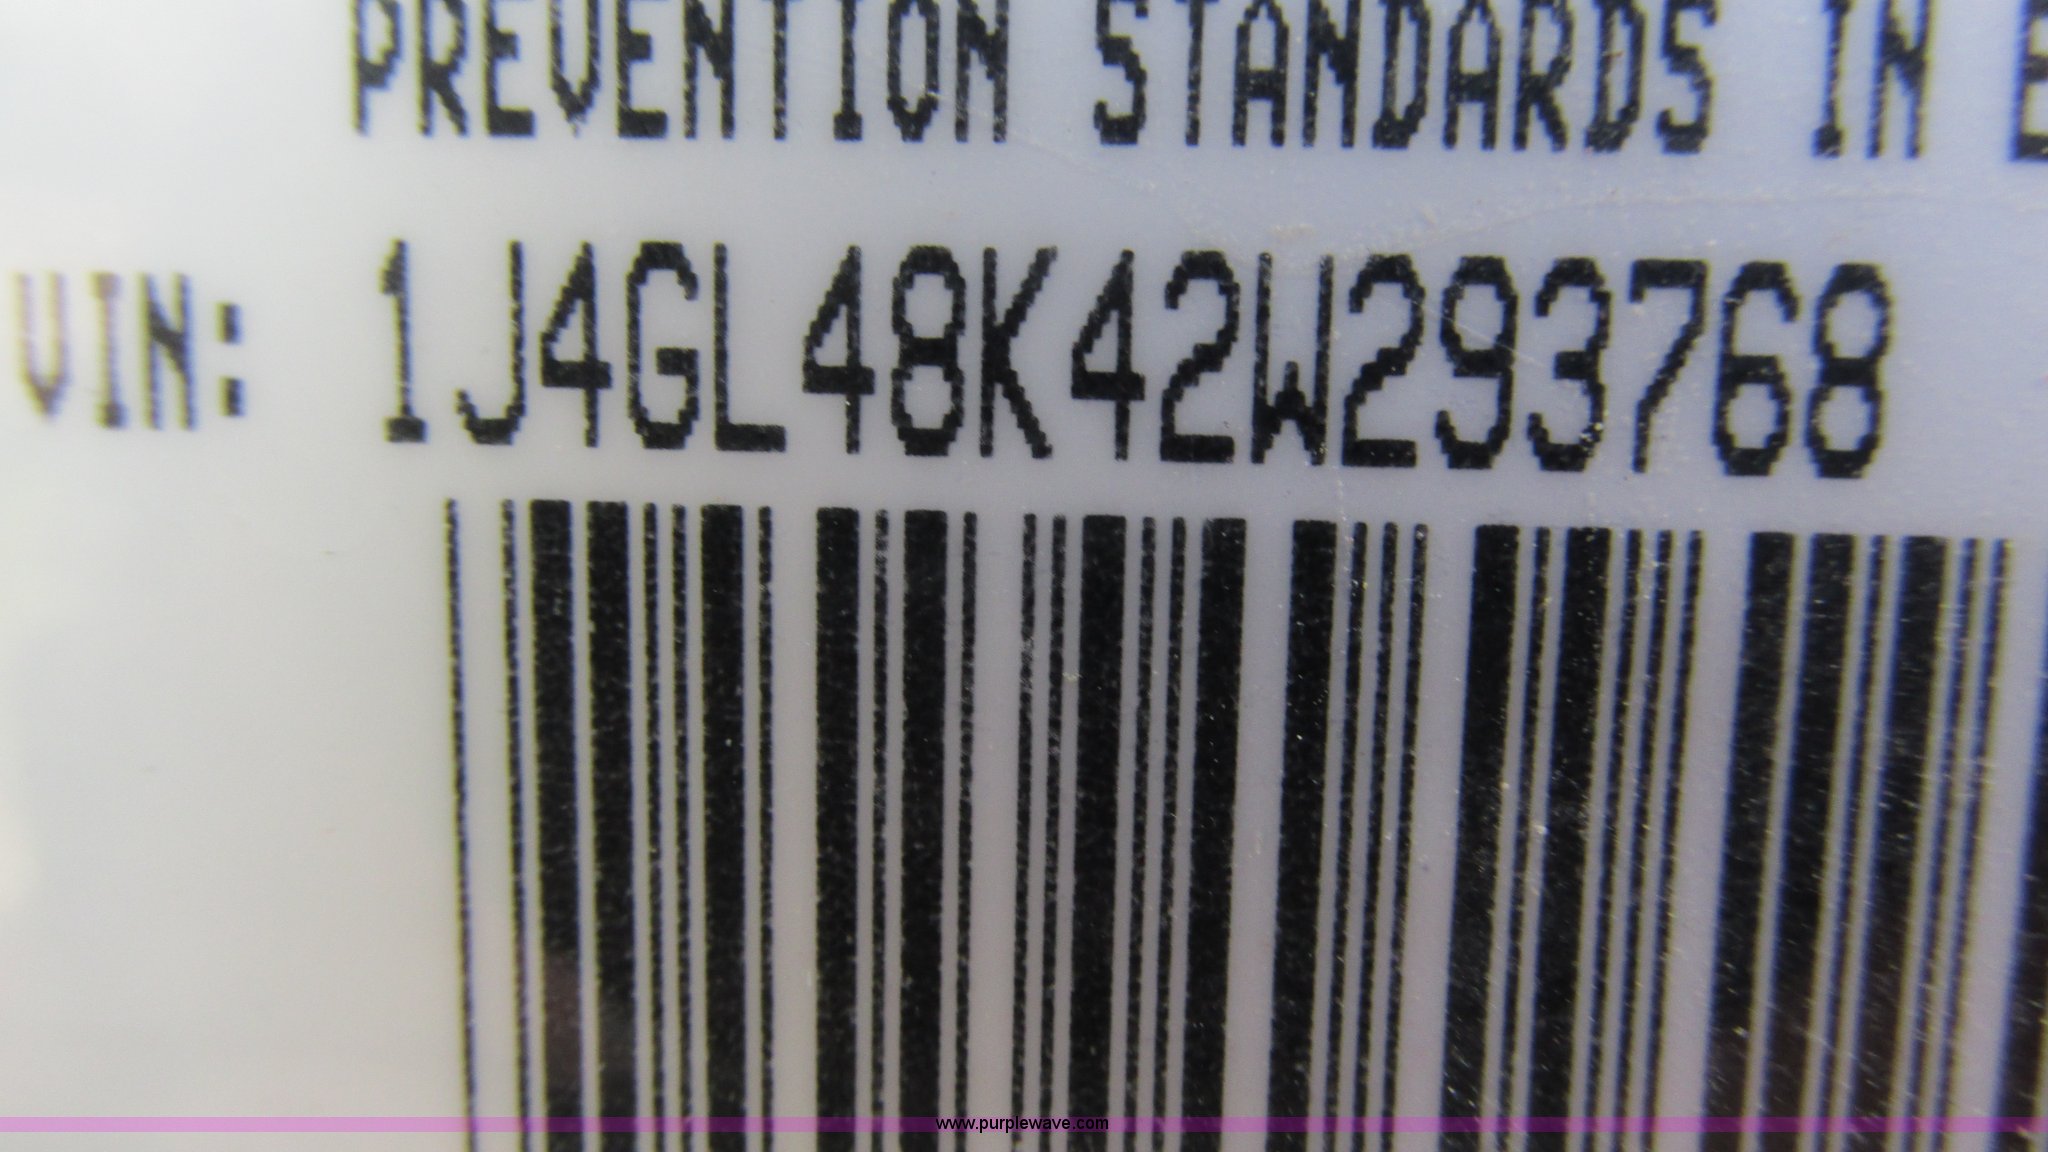 PREVENTION STANDARDS IN
VIN: 1J4GL48K42W293768
www.purplewave.com